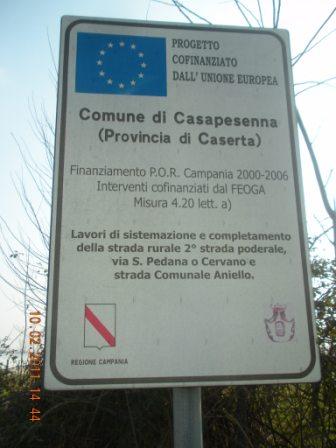 PROGETTO
COFINANZIATO
DALL'UNIONE EUROPEA
Comune di Casapesenna
(Provincia di Caserta)
Finanziamento P.O.R. Campania 2000-2006
Interventi cofinanziati dal FEOGA
Misura 4.20 lett. a)
Lavori di sistemazione e completamento
della strada rurale 2° strada poderale,
via S. Pedana o Cervano e
strada Comunale Aniello.
REGIONE CAMPANIA
10.02.2011 14:44